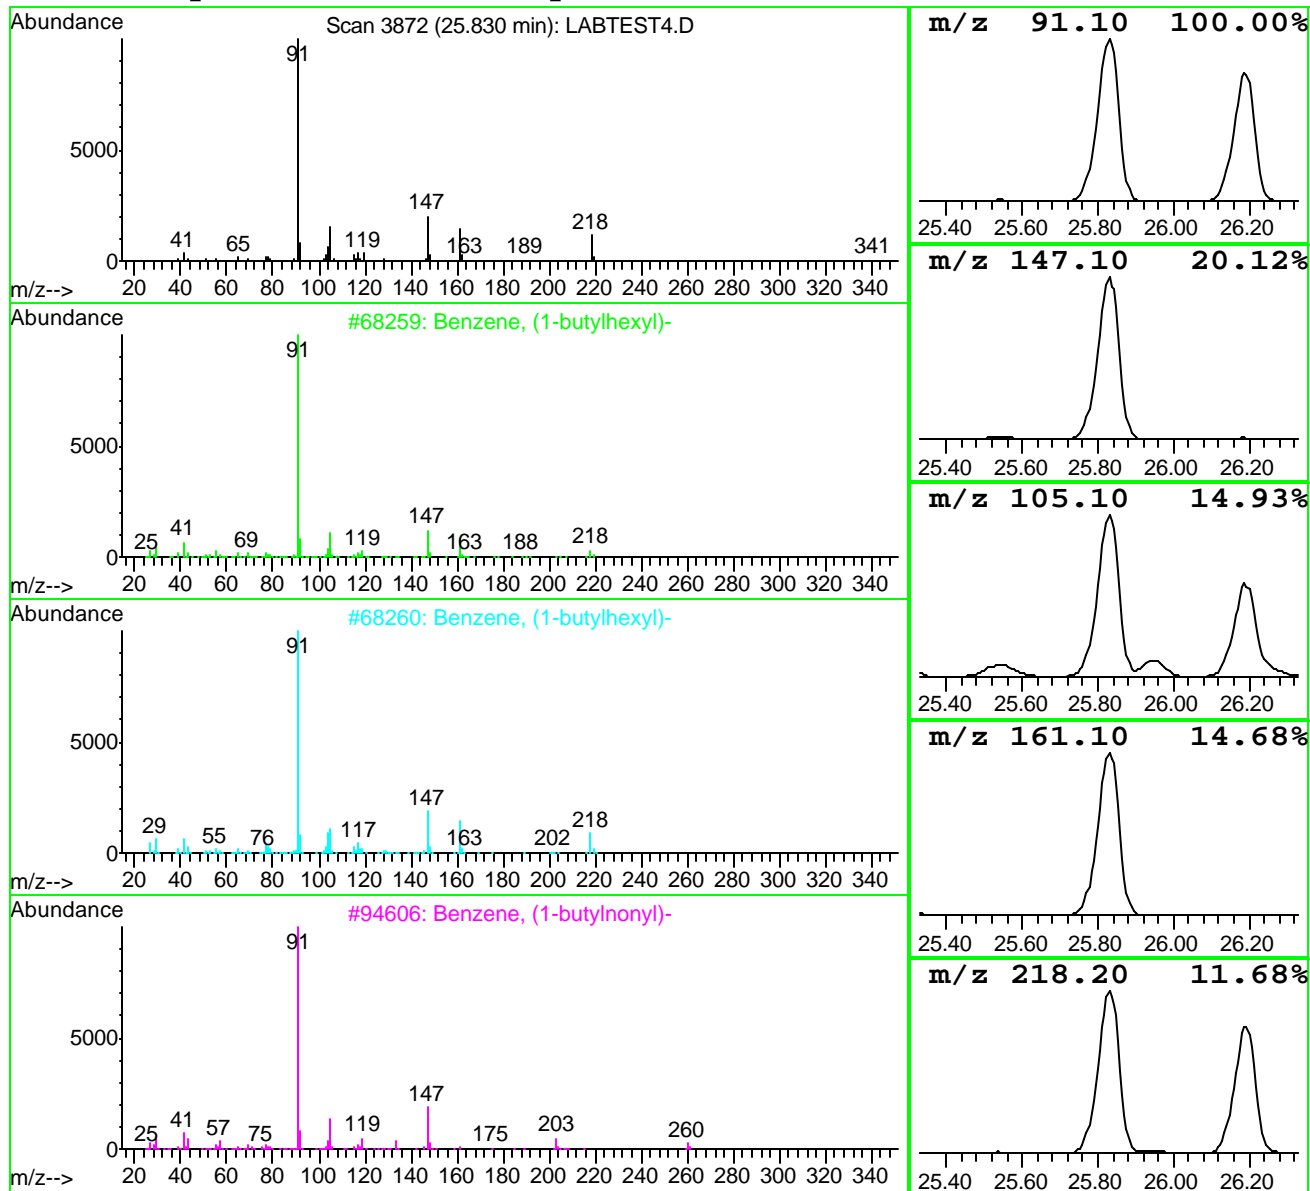 Abundance
Scan 3872 (25.830 min): LABTEST4.D
91
5000
147
218
41
65
119
163
189
341
0
20 40 60 80 100 120 140 160 180 200 220 240 260 280 300 320 340
m/z-->
Abundance
#68259: Benzene, (1-butylhexyl)-
91
5000
147
41
25
69
119
163
188
218
0
20 40 60 80 100 120 140 160 180 200 220 240 260 280 300 320 340
m/z-->
Abundance
#68260: Benzene, (1-butylhexyl)-
91
5000
147
218
29
55
76
117
163
202
0
20 40 60 80 100 120 140 160 180 200 220 240 260 280 300 320 340
m/z-->
Abundance
#94606: Benzene, (1-butylnonyl)-
91
5000
147
41
25
57
75
119
175
203
260
0
20 40 60 80 100 120 140 160 180 200 220 240 260 280 300 320 340
m/z-->
m/z 91.10 100.00%
25.40 25.60 25.80 26.00 26.20
m/z 147.10 20.12%
25.40 25.60 25.80 26.00 26.20
m/z 105.10 14.93%
25.40 25.60 25.80 26.00 26.20
m/z 161.10 14.68%
25.40 25.60 25.80 26.00 26.20
m/z 218.20 11.68%
25.40 25.60 25.80 26.00 26.20